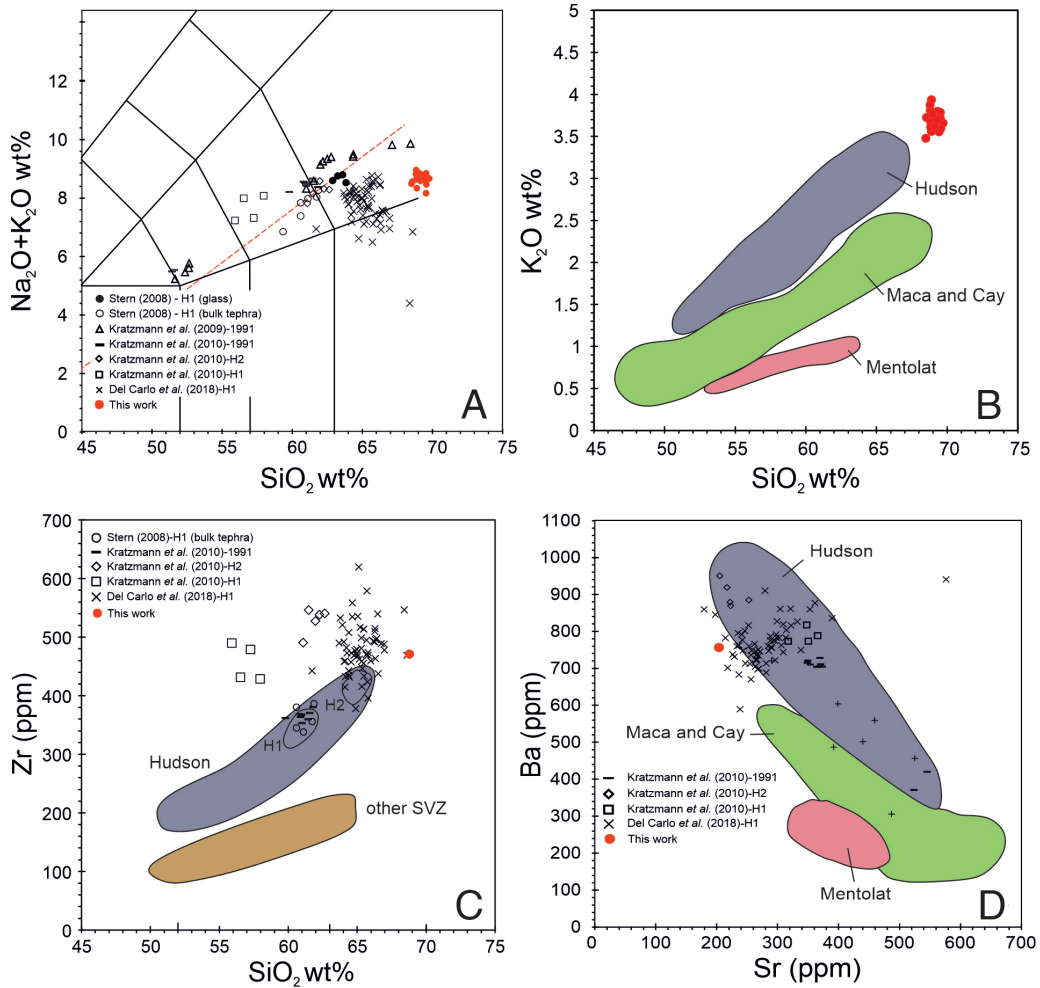 Na₂O+K₂O wt%
12
10
8
6
4
2
0
Stern (2008) - H1 (glass)
Stern (2008) - H1 (bulk tephra)
Kratzmann et al. (2009)-1991
Kratzmann et al. (2010)-1991
Kratzmann et al. (2010)-H2
Kratzmann et al. (2010)-H1
Del Carlo et al. (2018)-H1
This work
A
45 50 55 60 65 70 75
SiO₂ wt%
K₂O wt%
5
4.5
4
3.5
3
2.5
2
1.5
1
0.5
0
Hudson
Maca and Cay
Mentolat
B
45 50 55 60 65 70 75
SiO₂ wt%
Zr (ppm)
700
600
500
400
300
200
100
0
Stern (2008)-H1 (bulk tephra)
Kratzmann et al. (2010)-1991
Kratzmann et al. (2010)-H2
Kratzmann et al. (2010)-H1
Del Carlo et al. (2018)-H1
This work
H2
H1
Hudson
other SVZ
C
45 50 55 60 65 70 75
SiO₂ wt%
Ba (ppm)
1100
1000
900
800
700
600
500
400
300
200
100
0
Hudson
Maca and Cay
Kratzmann et al. (2010)-1991
Kratzmann et al. (2010)-H2
Kratzmann et al. (2010)-H1
Del Carlo et al. (2018)-H1
This work
Mentolat
D
0 100 200 300 400 500 600 700
Sr (ppm)